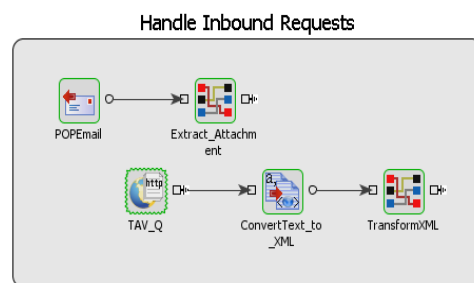 Handle Inbound Requests
POPEmail
Extract_Attachm
ent
http
TAV_Q
a,
ConvertText_to
_XML
TransformXML